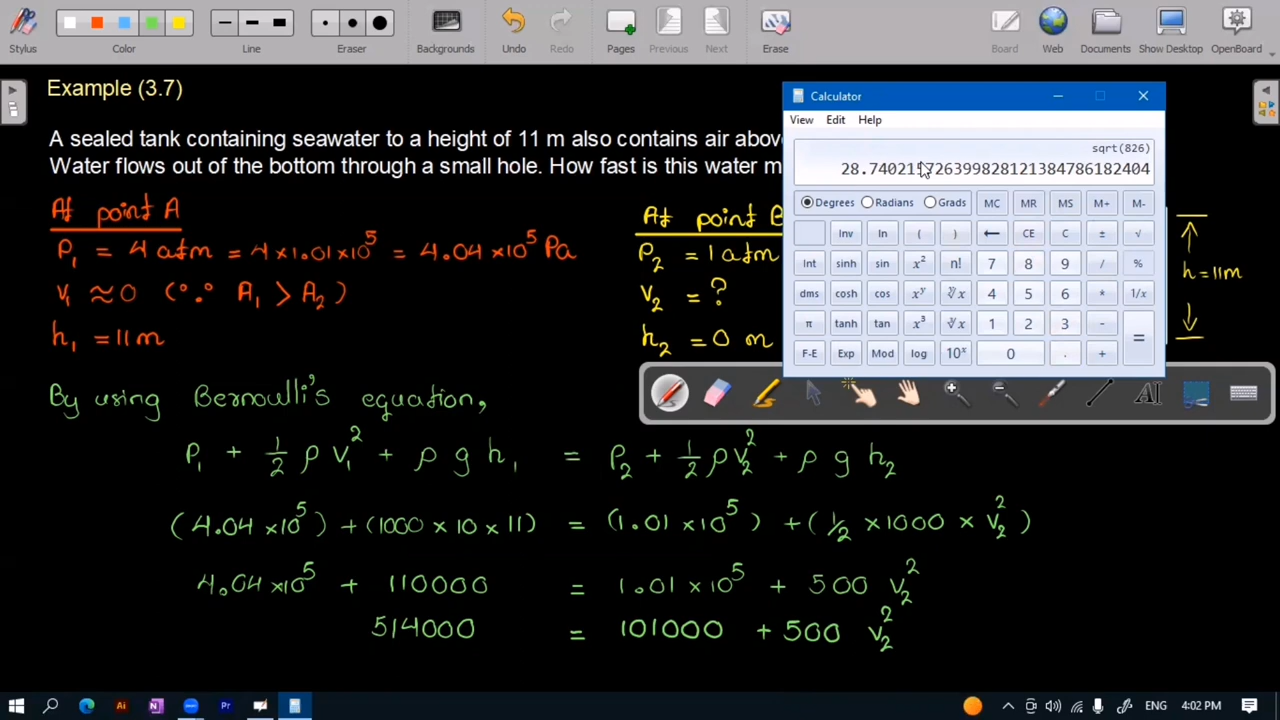 Stylus Color Line Eraser Backgrounds Undo Redo Pages Previous Next Erase Board Web Documents Show Desktop OpenBoard
Example (3.7)
A sealed tank containing seawater to a height of 11 m also contains air abov
Water flows out of the bottom through a small hole. How fast is this water m
Calculator
View Edit Help
sqrt(826)
Degrees Radians Grads MC MR MS M+ M-
Inv ln ( ) ← CE C ± √
Int sinh sin x² n! 7 8 9 / %
dms cosh cos xʸ ʸ√x 4 5 6 * 1/x
π tanh tan x³ ³√x 1 2 3 - =
F-E Exp Mod log 10ˣ 0 . +
At point A
P₁ = 4 atm = 4 × 1.01 × 10⁵ = 4.04 × 10⁵ Pa
v₁ ≈ 0 (∵ A₁ > A₂)
h₁ = 11 m
At point B
P₂ = 1 atm
v₂ = ?
h₂ = 0 m
h = 11 m
By using Bernoulli's equation,
P₁ + ½ ρ v₁² + ρ g h₁ = P₂ + ½ ρ v₂² + ρ g h₂
(4.04 × 10⁵) + (1000 × 10 × 11) = (1.01 × 10⁵) + (½ × 1000 × v₂²)
4.04 × 10⁵ + 110000 = 1.01 × 10⁵ + 500 v₂²
514000 = 101000 + 500 v₂²
ENG 4:02 PM